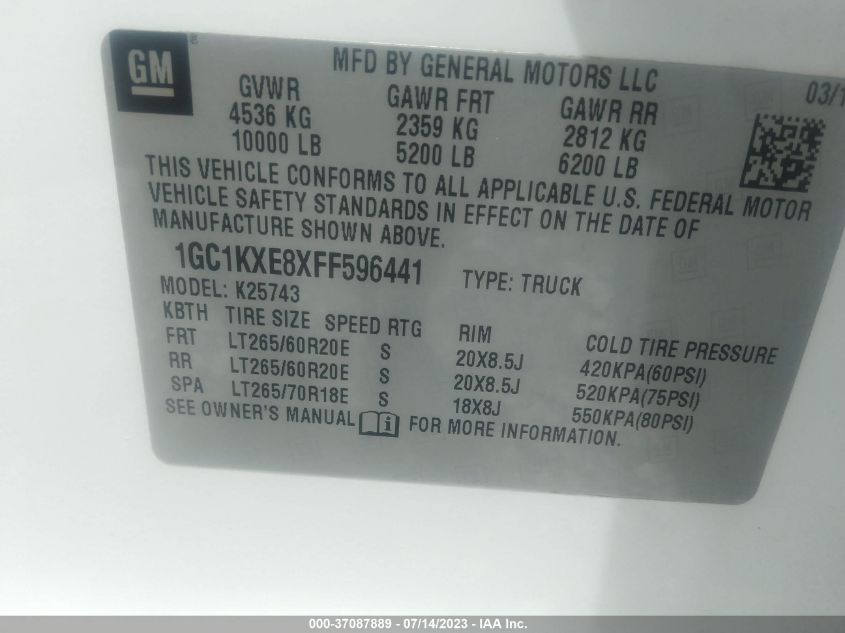 GM ®
MFD BY GENERAL MOTORS LLC
03/1
GVWR GAWR FRT GAWR RR
4536 KG 2359 KG 2812 KG
10000 LB 5200 LB 6200 LB
THIS VEHICLE CONFORMS TO ALL APPLICABLE U.S. FEDERAL MOTOR
VEHICLE SAFETY STANDARDS IN EFFECT ON THE DATE OF
MANUFACTURE SHOWN ABOVE.
1GC1KXE8XFF596441 TYPE: TRUCK
MODEL: K25743
KBTH TIRE SIZE SPEED RTG RIM COLD TIRE PRESSURE
FRT LT265/60R20E S 20X8.5J 420KPA(60PSI)
RR LT265/60R20E S 20X8.5J 520KPA(75PSI)
SPA LT265/70R18E S 18X8J 550KPA(80PSI)
SEE OWNER'S MANUAL FOR MORE INFORMATION.
000-37087889 - 07/14/2023 - IAA Inc.